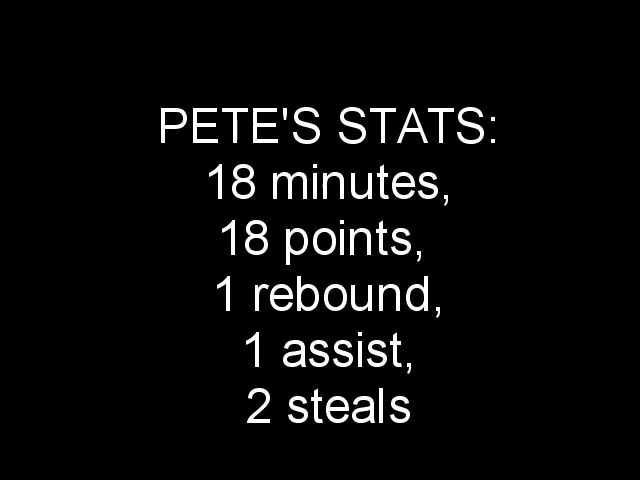 PETE'S STATS:
18 minutes,
18 points,
1 rebound,
1 assist,
2 steals